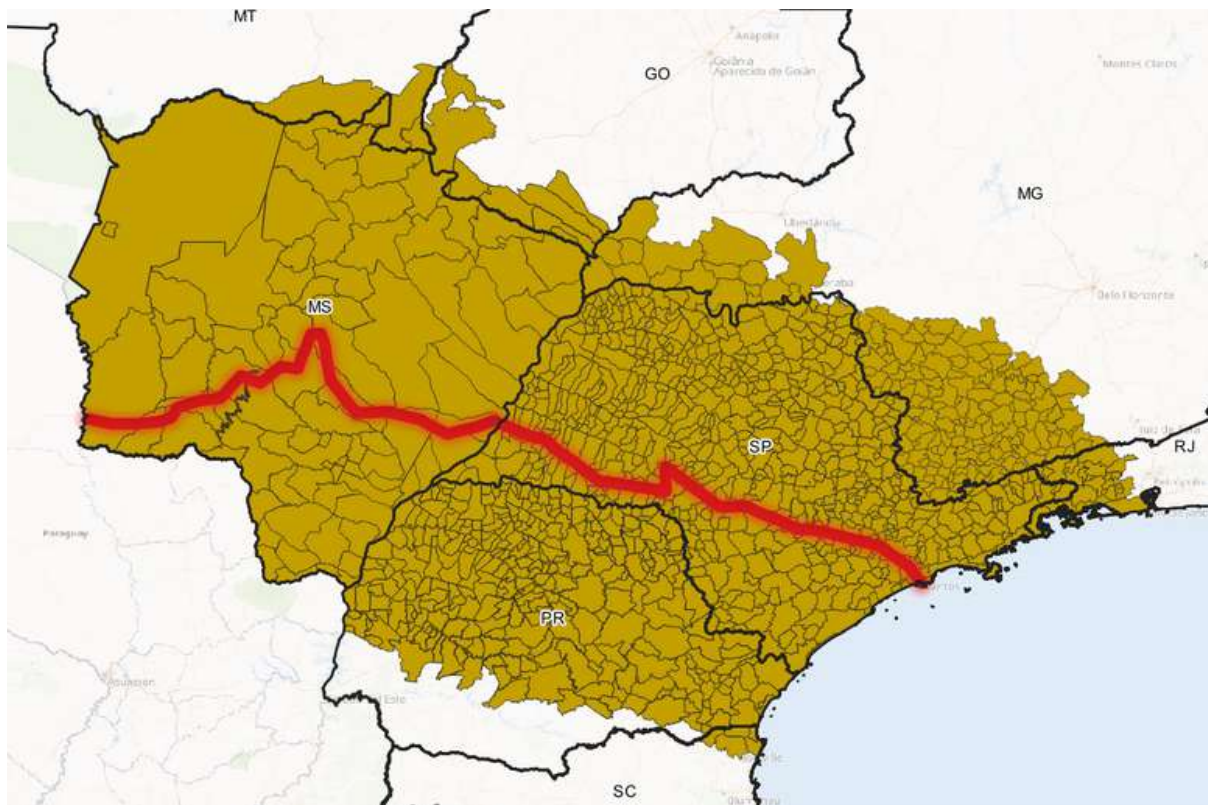 MT
Anápolis
Goiânia
Aparecida de Goiân
GO
Montes Claros
MG
Uberlândia
Belo Horizonte
MS
SP
RJ
Paraguay
PR
Asunción
SC